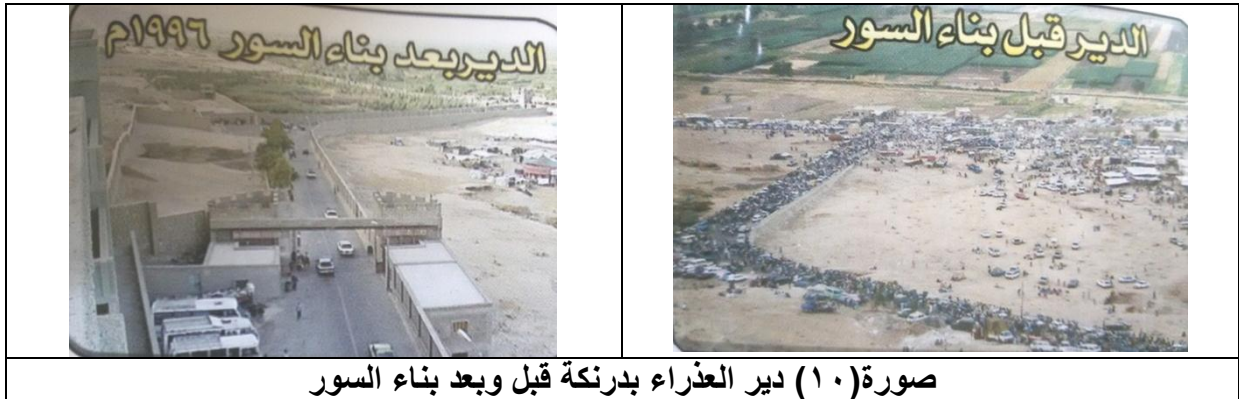 الدير قبل بناء السور
الدير بعد بناء السور ١٩٩٦م
صورة(١٠) دير العذراء بدرنكة قبل وبعد بناء السور